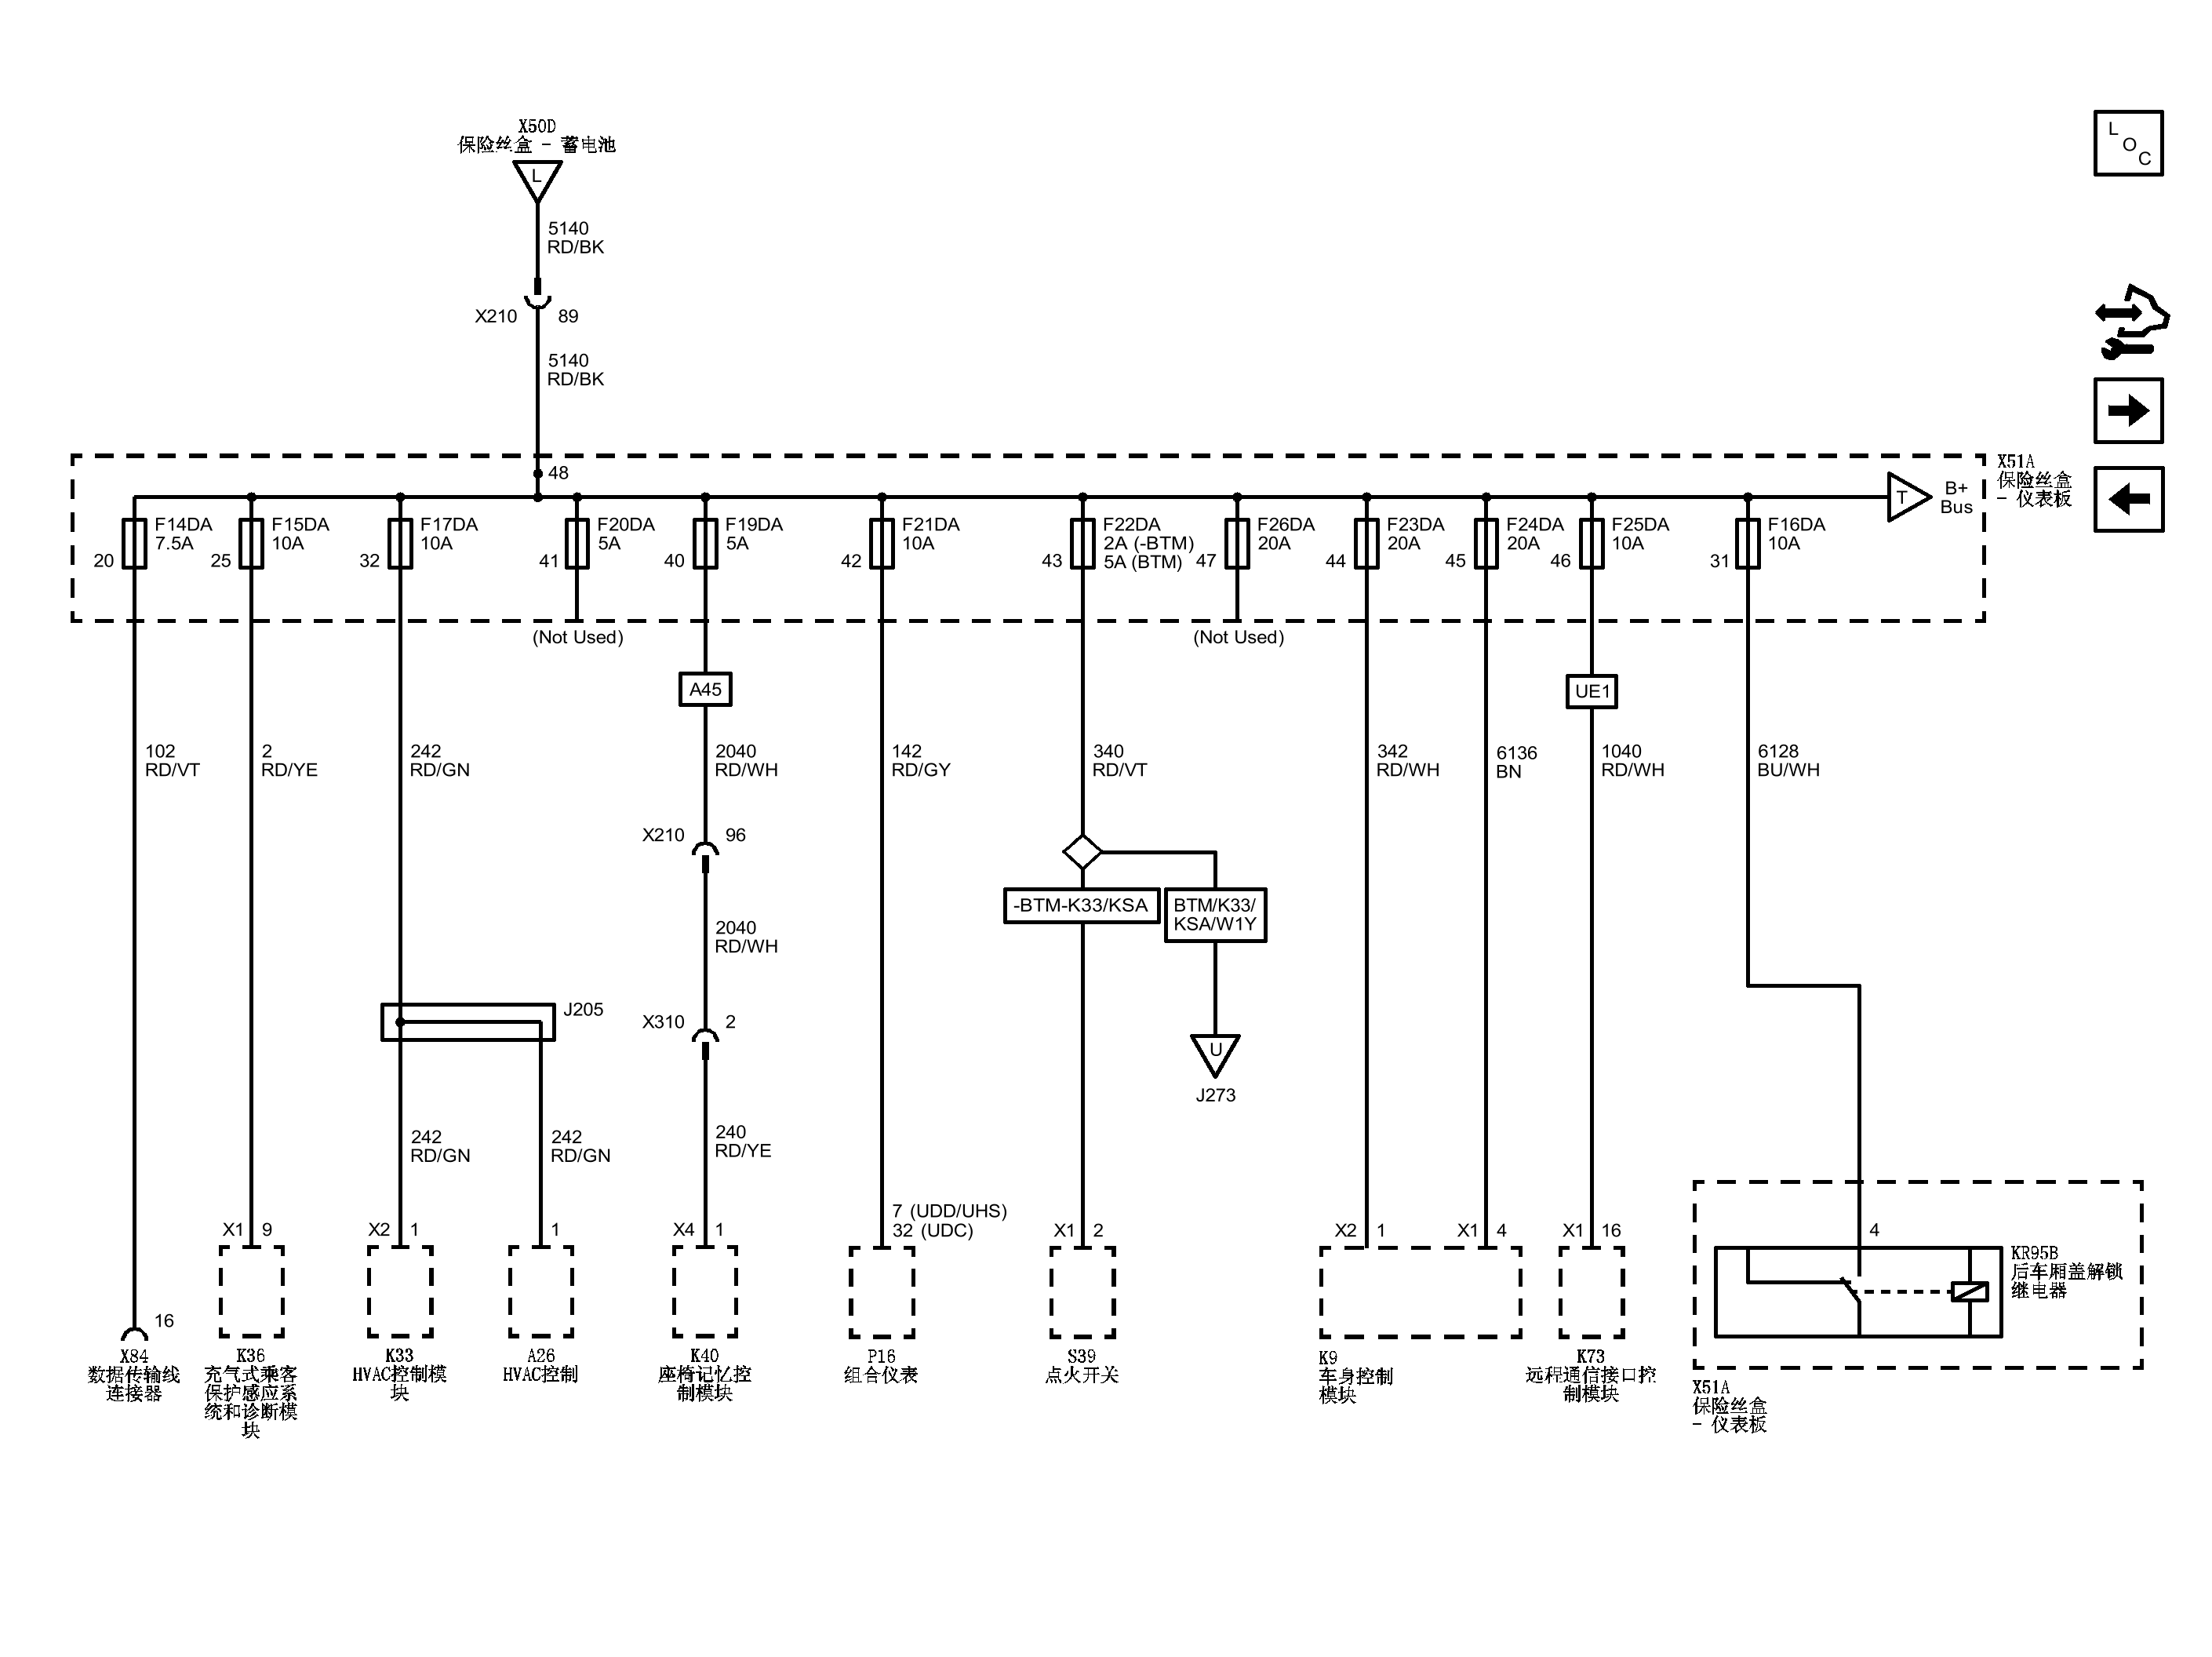 X50D
保险丝盒 - 蓄电池
L
5140
RD/BK
X210 89
5140
RD/BK
L
O
C
48
X51A
保险丝盒
- 仪表板
T
B+
Bus
F14DA
7.5A
20
F15DA
10A
25
F17DA
10A
32
F20DA
5A
41
F19DA
5A
40
F21DA
10A
42
F22DA
2A (-BTM)
5A (BTM)
43
F26DA
20A
47
F23DA
20A
44
F24DA
20A
45
F25DA
10A
46
F16DA
10A
31
(Not Used)
(Not Used)
A45
UE1
102
RD/VT
2
RD/YE
242
RD/GN
2040
RD/WH
142
RD/GY
340
RD/VT
342
RD/WH
6136
BN
1040
RD/WH
6128
BU/WH
X210 96
-BTM-K33/KSA
BTM/K33/
KSA/W1Y
2040
RD/WH
J205
X310 2
U
J273
242
RD/GN
242
RD/GN
240
RD/YE
7 (UDD/UHS)
32 (UDC)
X1 9
X2 1
1
X4 1
X1 2
X2 1
X1 4
X1 16
4
KR95B
后车厢盖解锁
继电器
16
X84
数据传输线
连接器
K36
充气式乘客
保护感应系
统和诊断模
块
K33
HVAC控制模
块
A26
HVAC控制
K40
座椅记忆控
制模块
P16
组合仪表
S39
点火开关
K9
车身控制
模块
K73
远程通信接口控
制模块
X51A
保险丝盒
- 仪表板